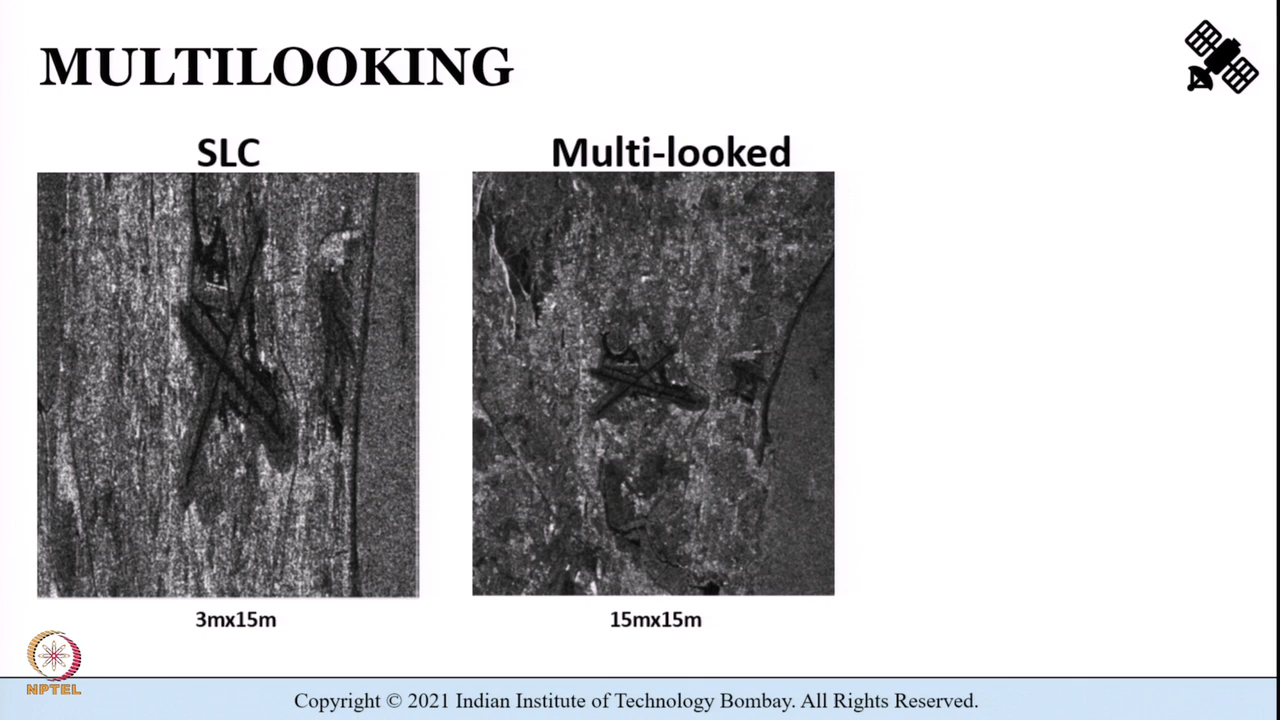 MULTILOOKING
SLC
Multi-looked
3mx15m
15mx15m
NPTEL
Copyright © 2021 Indian Institute of Technology Bombay. All Rights Reserved.